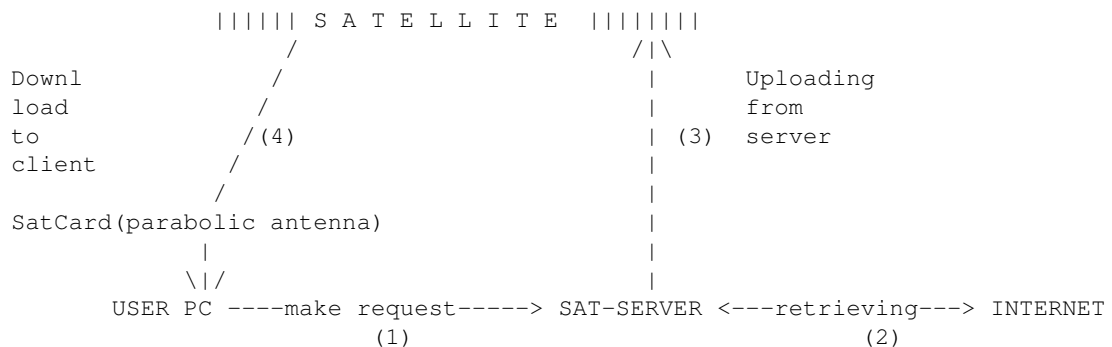 |||||| S A T E L L I T E  ||||||||
/ /|\
Downl / | Uploading
load / | from
to /(4) | (3) server
client / |
/ |
SatCard(parabolic antenna) |
| |
\|/ |
USER PC ----make request-----> SAT-SERVER <---retrieving---> INTERNET
(1) (2)